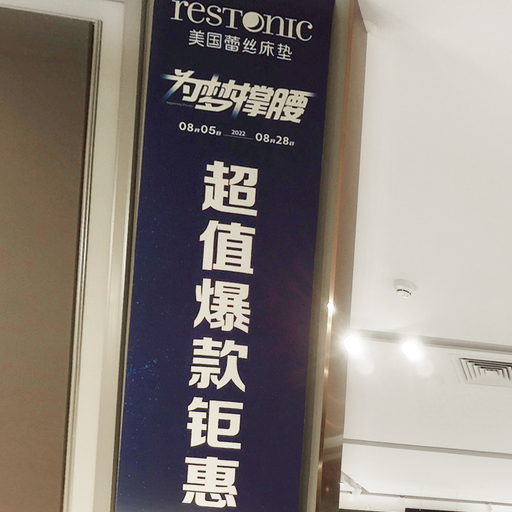 restonic
美国蕾丝床垫
为梦撑腰
08月05日 2022 08月28日
超值爆款钜惠